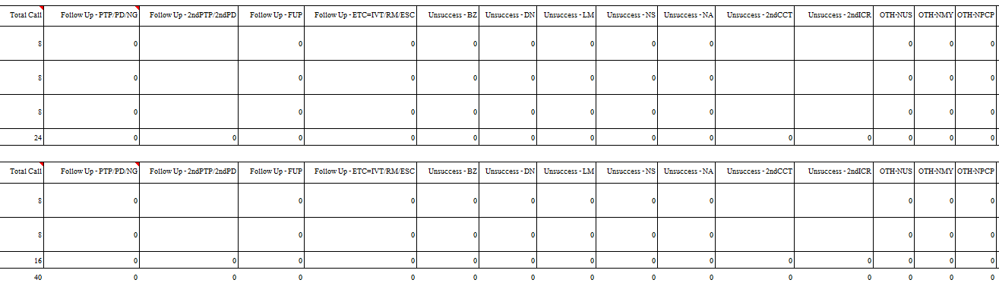 Total Call Follow Up - PTP/PD/NG Follow Up - 2ndPTP/2ndPD Follow Up - FUP Follow Up - ETC=IVT/RM/ESC Unsuccess - BZ Unsuccess - DN Unsuccess - LM Unsuccess - NS Unsuccess - NA Unsuccess - 2ndCCT Unsuccess - 2ndICR OTH-NUS OTH-NMY OTH-NPCP
8 0 0 0 0 0 0 0 0 0 0 0
8 0 0 0 0 0 0 0 0 0 0 0
8 0 0 0 0 0 0 0 0 0 0 0
24 0 0 0 0 0 0 0 0 0 0 0 0 0 0
Total Call Follow Up - PTP/PD/NG Follow Up - 2ndPTP/2ndPD Follow Up - FUP Follow Up - ETC=IVT/RM/ESC Unsuccess - BZ Unsuccess - DN Unsuccess - LM Unsuccess - NS Unsuccess - NA Unsuccess - 2ndCCT Unsuccess - 2ndICR OTH-NUS OTH-NMY OTH-NPCP
8 0 0 0 0 0 0 0 0 0 0 0
8 0 0 0 0 0 0 0 0 0 0 0
16 0 0 0 0 0 0 0 0 0 0 0 0 0 0
40 0 0 0 0 0 0 0 0 0 0 0 0 0 0